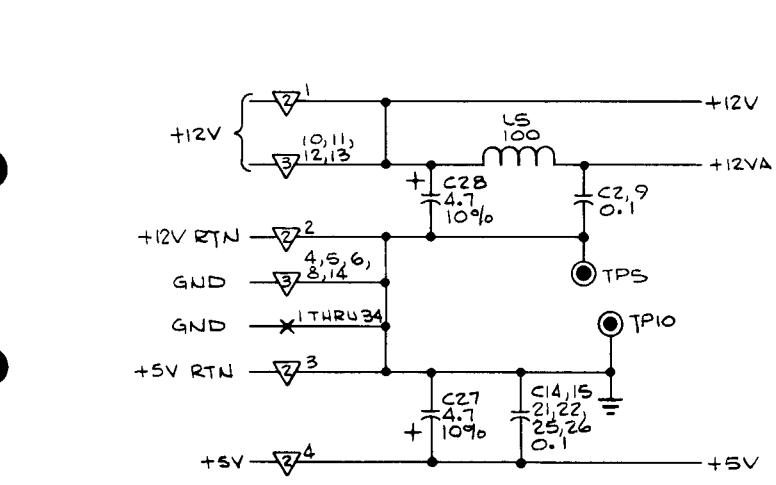 2 1 +12V
+12V
L5
100
3 10,11,
12,13 +12VA
+ C28
4.7
10%
C2,9
0.1
+12V RTN 2 2
4,5,6,
GND 3 8,14
TP5
GND 1 THRU 34
TP10
+5V RTN 2 3
C27
4.7
+ 10%
C14,15
21,22,
25,26
0.1
+5V 2 4 +5V